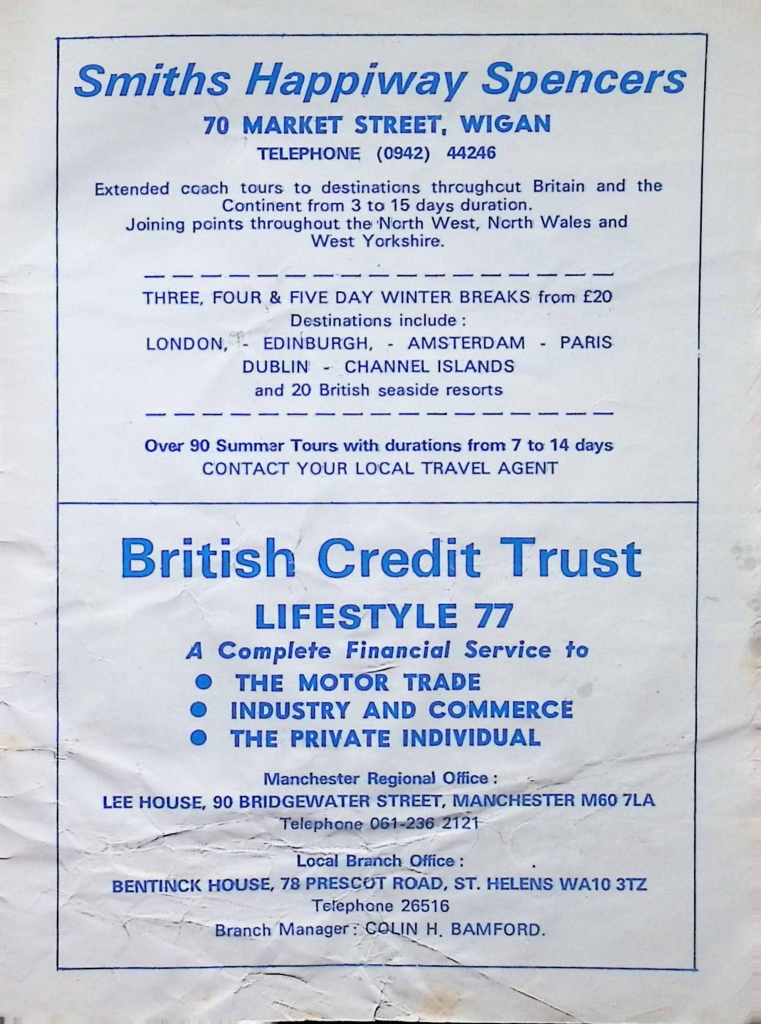 Smiths Happiway Spencers
70 MARKET STREET, WIGAN
TELEPHONE (0942) 44246
Extended coach tours to destinations throughout Britain and the
Continent from 3 to 15 days duration.
Joining points throughout the North West, North Wales and
West Yorkshire.
THREE, FOUR & FIVE DAY WINTER BREAKS from £20
Destinations include :
LONDON, - EDINBURGH, - AMSTERDAM - PARIS
DUBLIN - CHANNEL ISLANDS
and 20 British seaside resorts
Over 90 Summer Tours with durations from 7 to 14 days
CONTACT YOUR LOCAL TRAVEL AGENT
British Credit Trust
LIFESTYLE 77
A Complete Financial Service to
● THE MOTOR TRADE
● INDUSTRY AND COMMERCE
● THE PRIVATE INDIVIDUAL
Manchester Regional Office :
LEE HOUSE, 90 BRIDGEWATER STREET, MANCHESTER M60 7LA
Telephone 061-236 2121
Local Branch Office :
BENTINCK HOUSE, 78 PRESCOT ROAD, ST. HELENS WA10 3TZ
Telephone 26516
Branch Manager : COLIN H. BAMFORD.